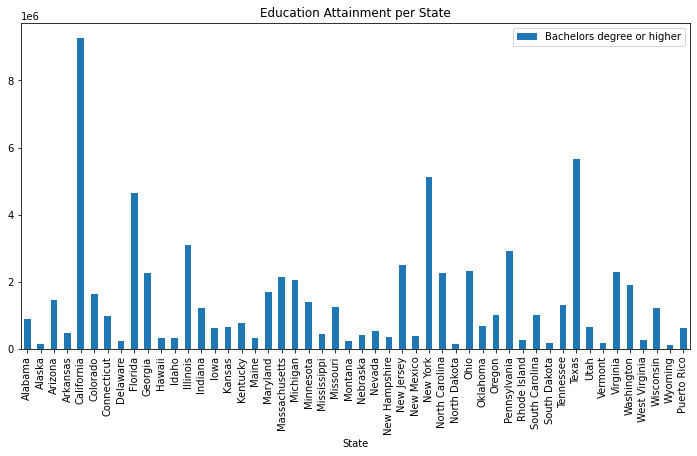 Education Attainment per State
1e6
Bachelors degree or higher
8
6
4
2
0
Alabama
Alaska
Arizona
Arkansas
California
Colorado
Connecticut
Delaware
Florida
Georgia
Hawaii
Idaho
Illinois
Indiana
Iowa
Kansas
Kentucky
Maine
Maryland
Massachusetts
Michigan
Minnesota
Mississippi
Missouri
Montana
Nebraska
Nevada
New Hampshire
New Jersey
New Mexico
New York
North Carolina
North Dakota
Ohio
Oklahoma
Oregon
Pennsylvania
Rhode Island
South Carolina
South Dakota
Tennessee
Texas
Utah
Vermont
Virginia
Washington
West Virginia
Wisconsin
Wyoming
Puerto Rico
State